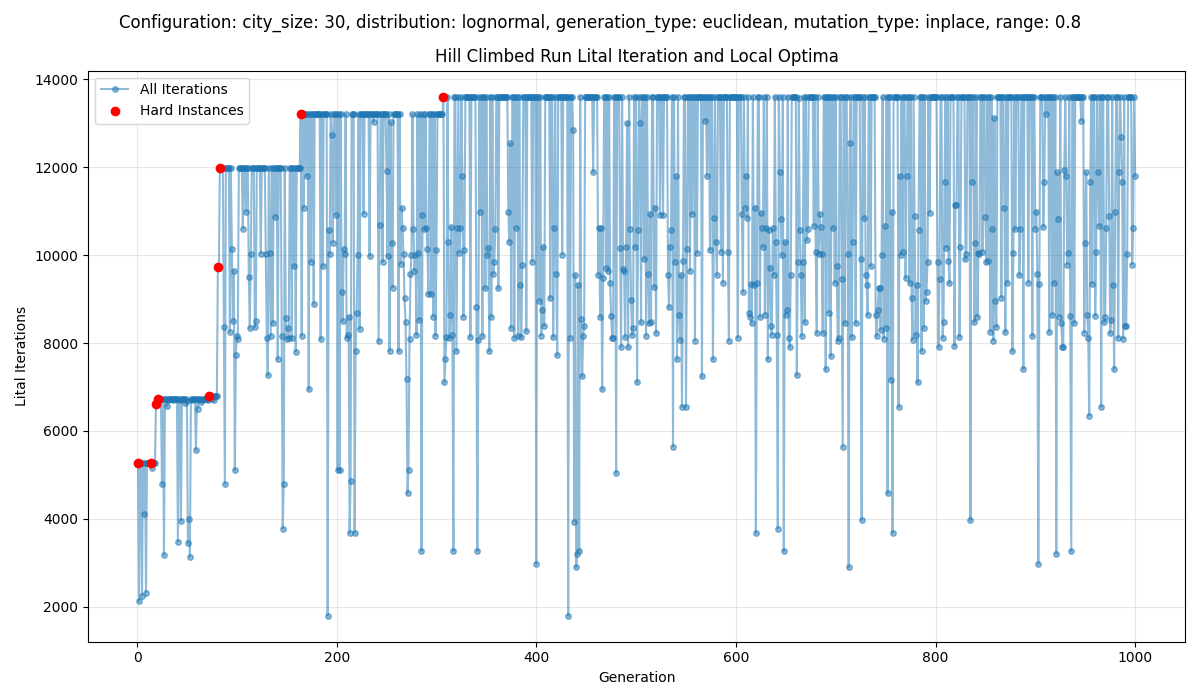 Configuration: city_size: 30, distribution: lognormal, generation_type: euclidean, mutation_type: inplace, range: 0.8
Hill Climbed Run Lital Iteration and Local Optima
All Iterations
Hard Instances
14000
12000
10000
8000
6000
4000
2000
Lital Iterations
0 200 400 600 800 1000
Generation